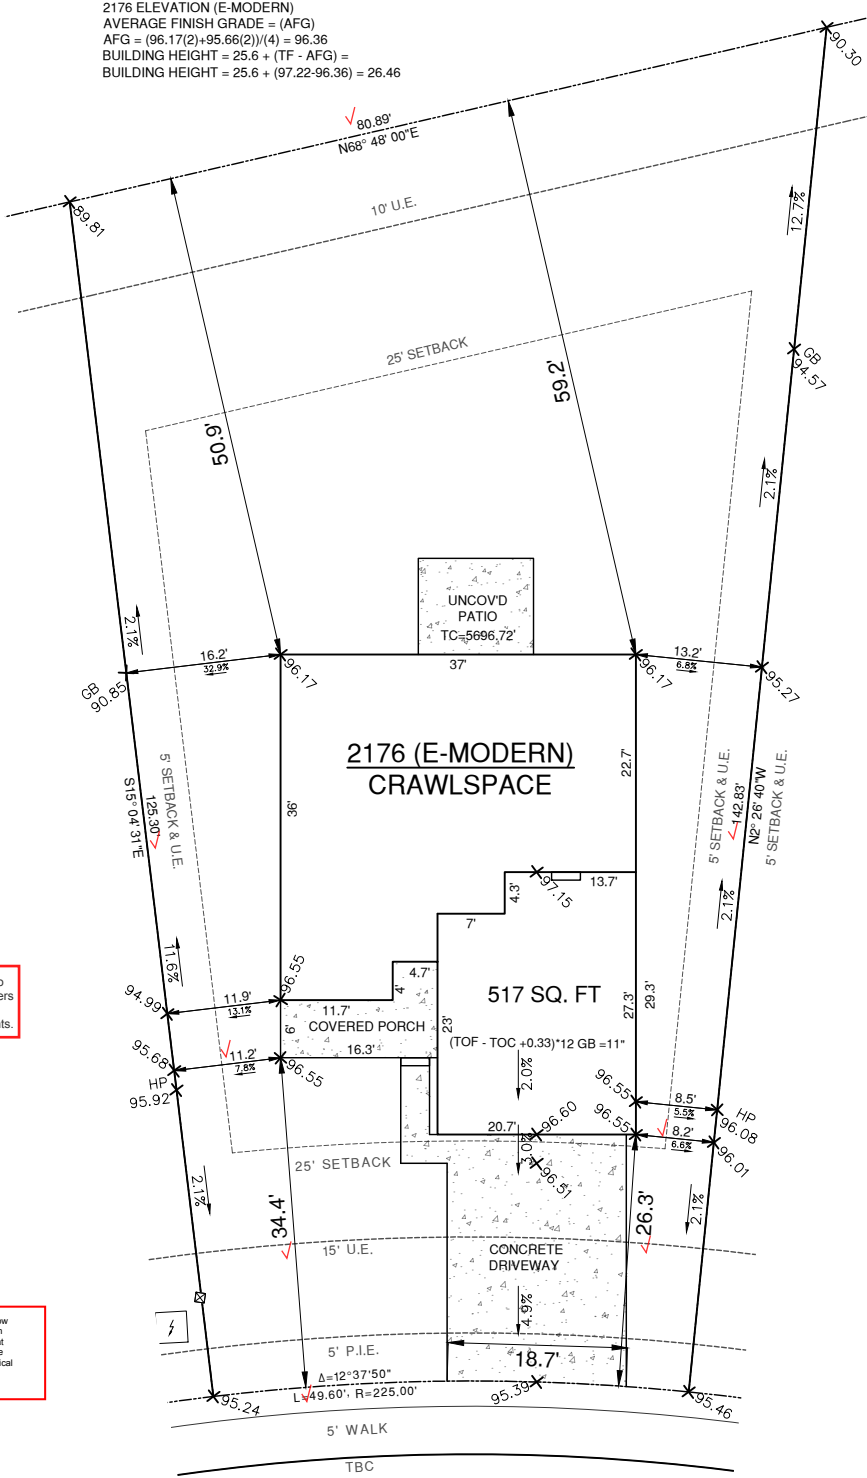 2176 ELEVATION (E-MODERN)
AVERAGE FINISH GRADE = (AFG)
AFG = (96.17(2)+95.66(2))/(4) = 96.36
BUILDING HEIGHT = 25.6 + (TF - AFG) =
BUILDING HEIGHT = 25.6 + (97.22-96.36) = 26.46
90.30
80.89'
N68° 48' 00"E
89.81
10' U.E.
12.7%
25' SETBACK
GB
94.57
59.2'
50.9'
2.1%
UNCOV'D
PATIO
TC=5696.72'
2.1%
16.2'
32.9%
96.17
37'
96.17
13.2'
6.8%
95.27
GB
90.85
2176 (E-MODERN)
CRAWLSPACE
22.7'
5' SETBACK & U.E.
S15° 04' 31"E
125.30'
36'
5' SETBACK & U.E.
142.83'
N2° 26' 40"W
5' SETBACK & U.E.
97.15
13.7'
4.3'
7'
2.1%
11.6%
96.55
4.7'
4'
94.99
11.9'
13.1%
11.7'
6'
COVERED PORCH
16.3'
23'
517 SQ. FT
27.3'
29.3'
ts.
(TOF - TOC +0.33)*12 GB =11"
2.0%
95.68
11.2'
7.8%
96.55
HP
95.92
96.55
8.5'
5.5%
HP
96.08
20.7'
96.60
96.55
8.2'
6.6%
96.01
3.0%
96.51
25' SETBACK
2.1%
34.4'
26.3'
2.1%
15' U.E.
CONCRETE
DRIVEWAY
4.9%
5' P.I.E.
18.7'
Δ=12°37'50"
L=49.60', R=225.00'
95.39
95.24
95.46
5' WALK
TBC